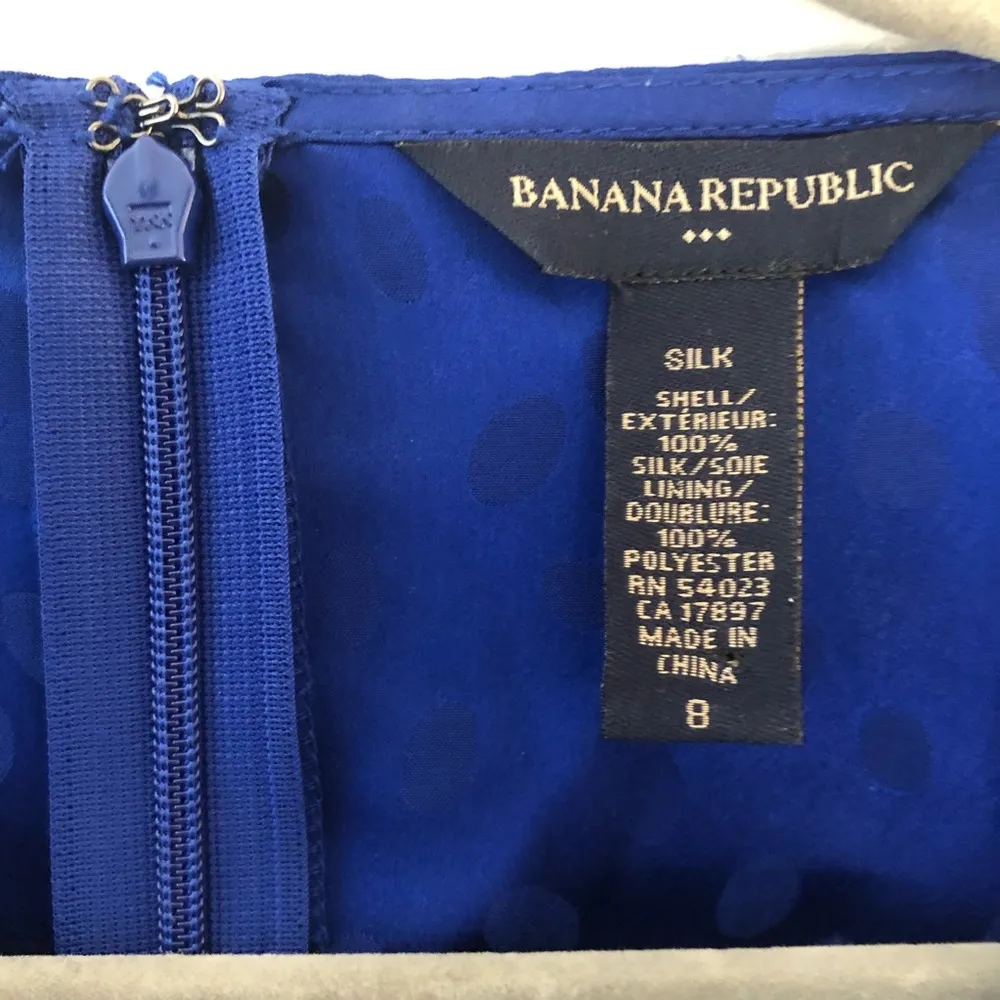 BANANA REPUBLIC
SILK
SHELL/
EXTÉRIEUR:
100%
SILK/SOIE
LINING/
DOUBLURE:
100%
POLYESTER
RN 54023
CA 17897
MADE IN
CHINA
8